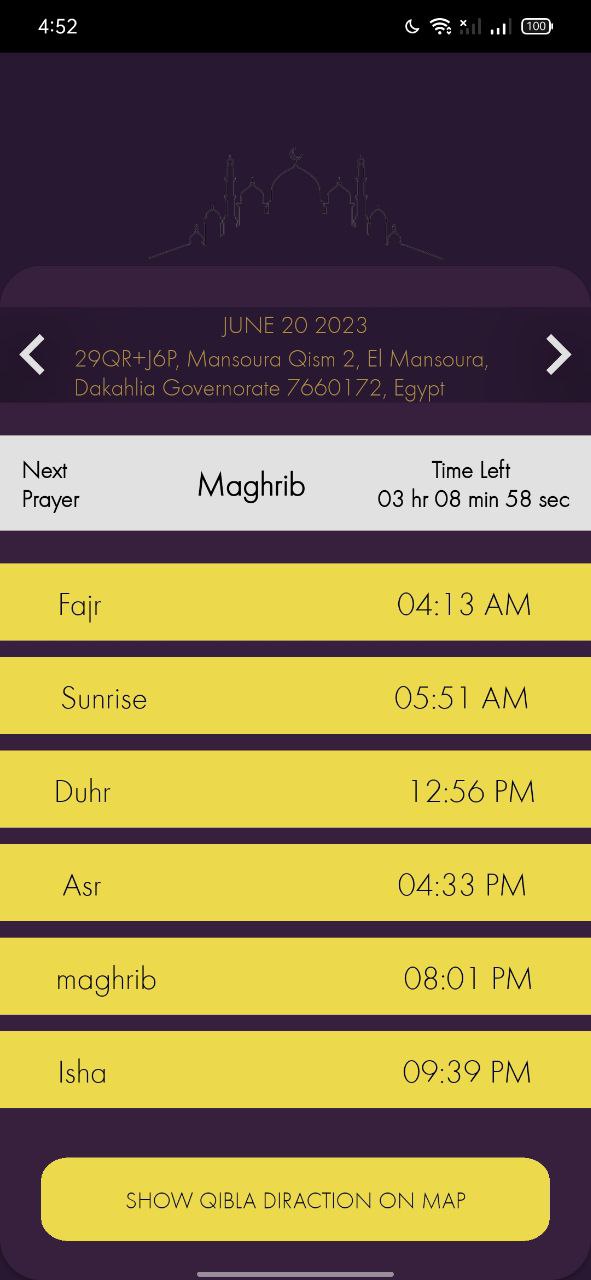 4:52
100
JUNE 20 2023
29QR+J6P, Mansoura Qism 2, El Mansoura,
Dakahlia Governorate 7660172, Egypt
Next
Prayer
Maghrib
Time Left
03 hr 08 min 58 sec
Fajr 04:13 AM
Sunrise 05:51 AM
Duhr 12:56 PM
Asr 04:33 PM
maghrib 08:01 PM
Isha 09:39 PM
SHOW QIBLA DIRACTION ON MAP